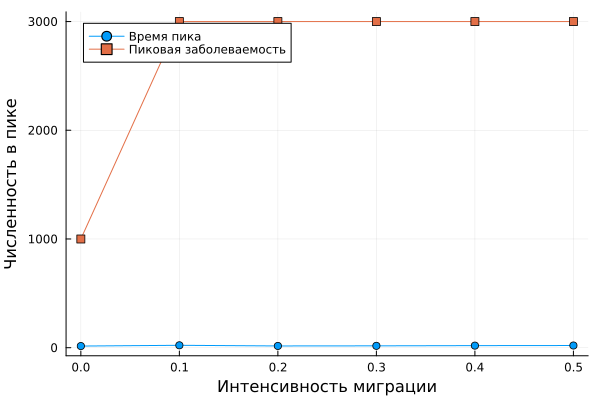 3000
2000
1000
0
Численность в пике
Время пика
Пиковая заболеваемость
0.0 0.1 0.2 0.3 0.4 0.5
Интенсивность миграции